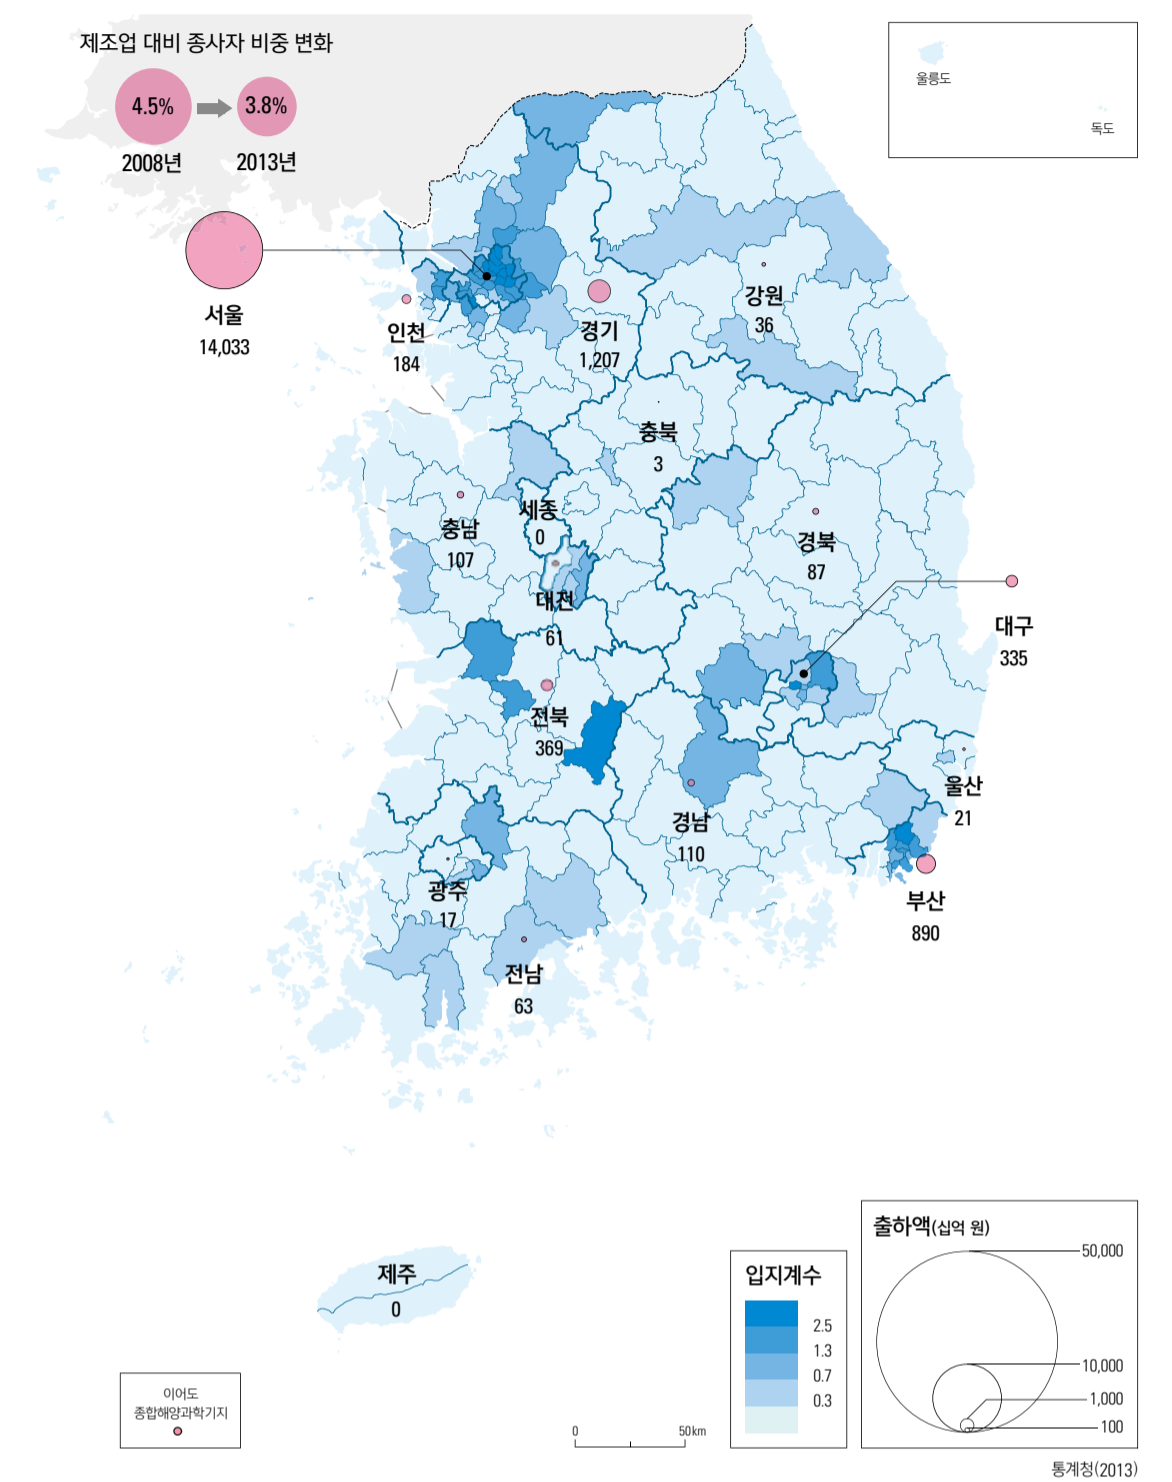 제조업 대비 종사자 비중 변화
4.5%
3.8%
2008년
2013년
울릉도
독도
서울
14,033
인천
184
경기
1,207
강원
36
충북
3
세종
0
충남
107
경북
87
대전
61
대구
335
전북
369
울산
21
경남
110
광주
17
부산
890
전남
63
제주
0
이어도
종합해양과학기지
0
50km
입지계수
2.5
1.3
0.7
0.3
출하액(십억 원)
50,000
10,000
1,000
100
통계청(2013)